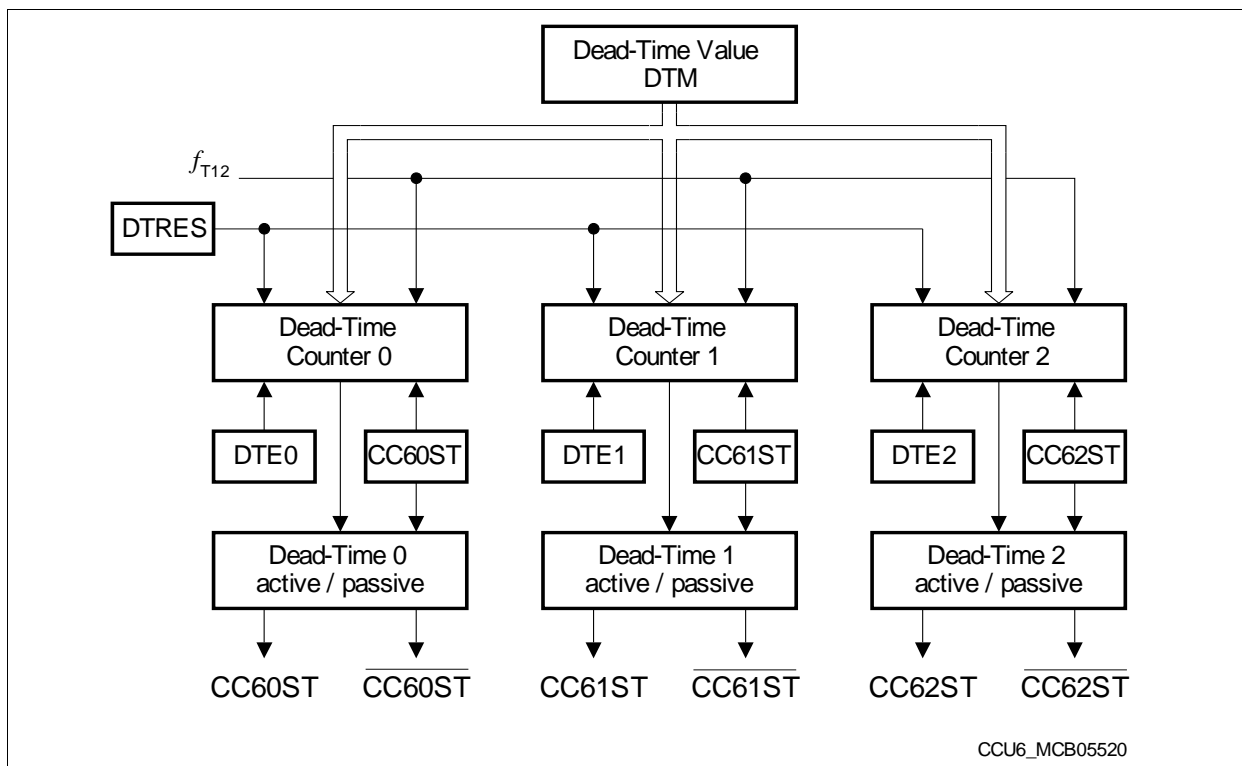 Dead-Time Value
DTM
fT12
DTRES
Dead-Time
Counter 0
Dead-Time
Counter 1
Dead-Time
Counter 2
DTE0
CC60ST
DTE1
CC61ST
DTE2
CC62ST
Dead-Time 0
active / passive
Dead-Time 1
active / passive
Dead-Time 2
active / passive
CC60ST
CC60ST
CC61ST
CC61ST
CC62ST
CC62ST
CCU6_MCB05520